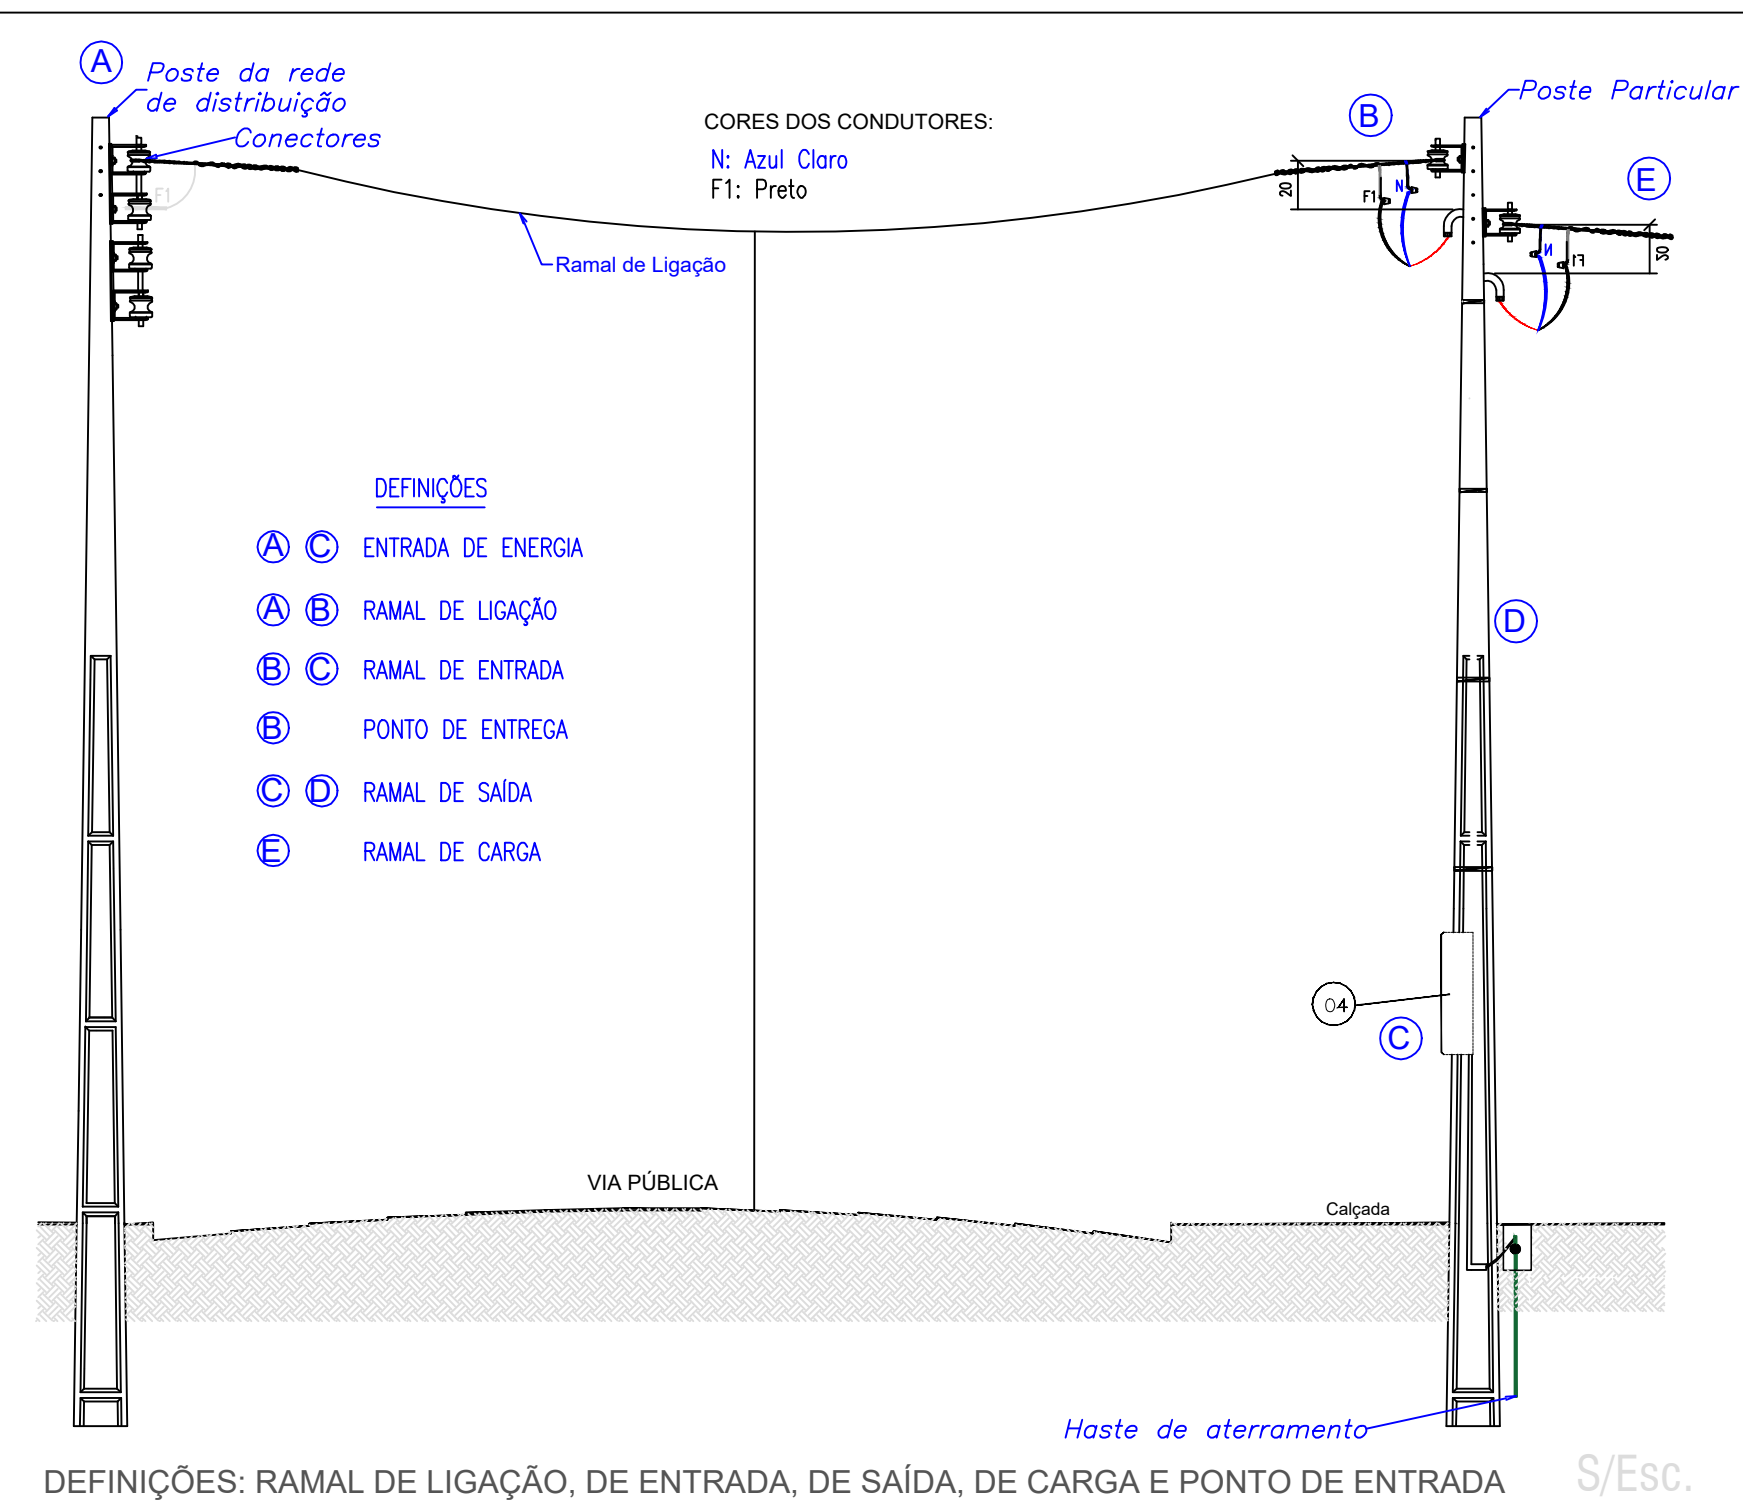 A
Poste da rede
de distribuição
Conectores
F1
CORES DOS CONDUTORES:
N: Azul Claro
F1: Preto
Ramal de Ligação
B
Poste Particular
E
20
F1
N
N
F1
20
DEFINIÇÕES
A C ENTRADA DE ENERGIA
A B RAMAL DE LIGAÇÃO
B C RAMAL DE ENTRADA
B PONTO DE ENTREGA
C D RAMAL DE SAÍDA
E RAMAL DE CARGA
D
04
C
VIA PÚBLICA
Calçada
Haste de aterramento
DEFINIÇÕES: RAMAL DE LIGAÇÃO, DE ENTRADA, DE SAÍDA, DE CARGA E PONTO DE ENTRADA
S/Esc.